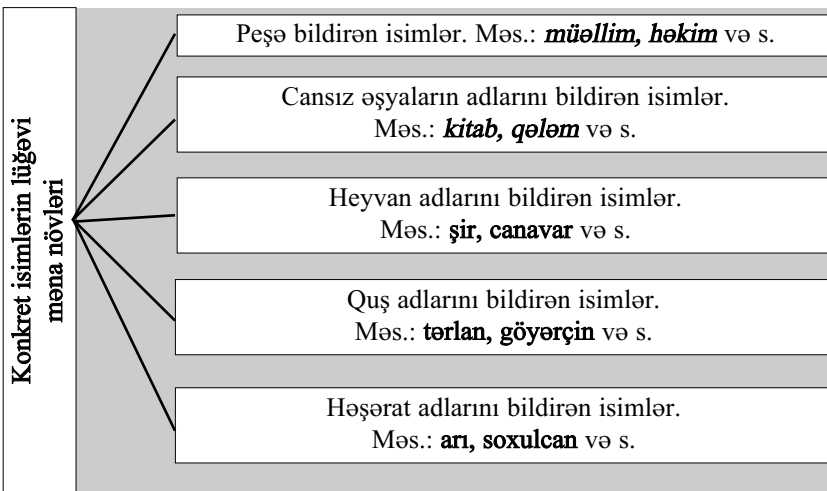 Konkret isimlərin lüğəvi
məna növləri
Peşə bildirən isimlər. Məs.: müəllim, həkim və s.
Cansız əşyaların adlarını bildirən isimlər.
Məs.: kitab, qələm və s.
Heyvan adlarını bildirən isimlər.
Məs.: şir, canavar və s.
Quş adlarını bildirən isimlər.
Məs.: tərlan, göyərçin və s.
Həşərat adlarını bildirən isimlər.
Məs.: arı, soxulcan və s.